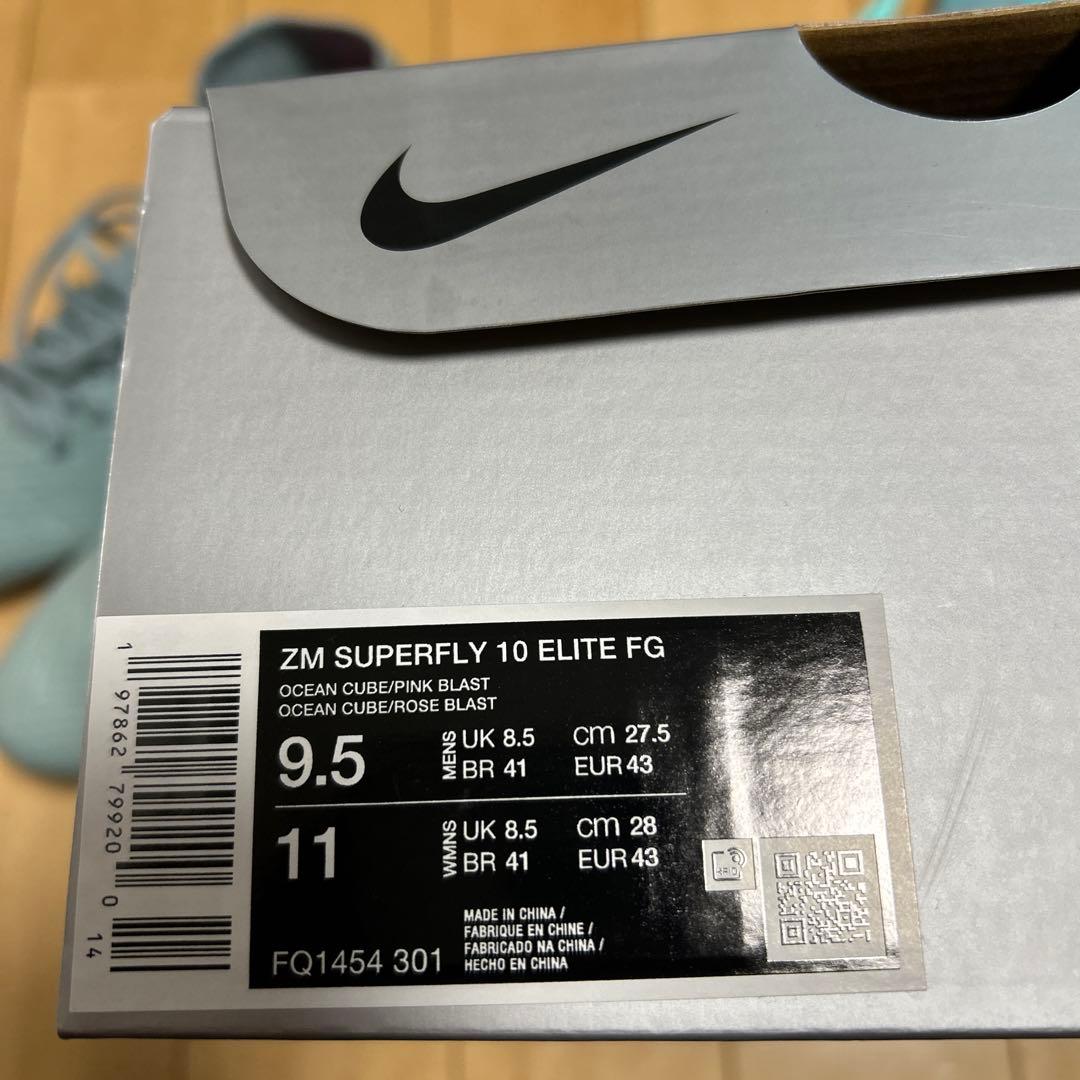 ZM SUPERFLY 10 ELITE FG
OCEAN CUBE/PINK BLAST
OCEAN CUBE/ROSE BLAST
9.5 MENS UK 8.5 cm 27.5
BR 41 EUR 43
11 WMNS UK 8.5 cm 28
BR 41 EUR 43
FQ1454 301
MADE IN CHINA /
FABRIQUE EN CHINE /
FABRICADO NA CHINA /
HECHO EN CHINA
RFID
1 97862 79920 0 14